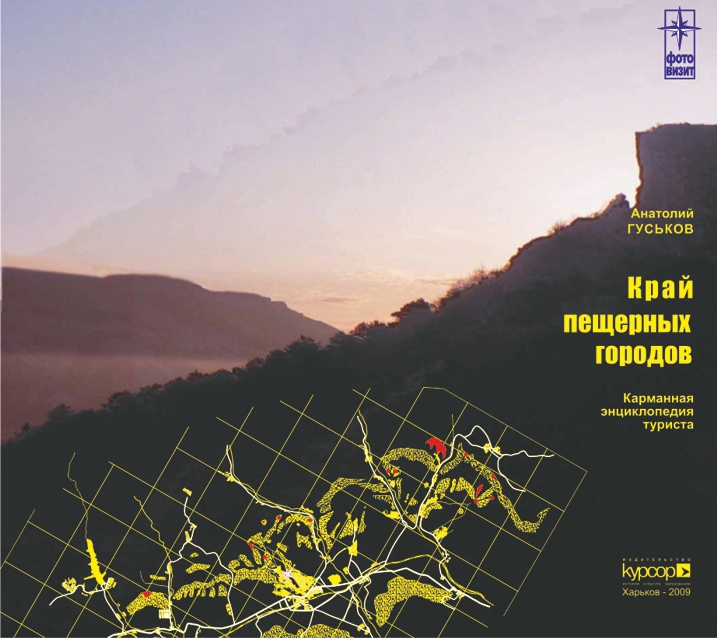 фото
визит
Анатолий
ГУСЬКОВ
Край
пещерных
городов
Карманная
энциклопедия
туриста
ИЗДАТЕЛЬСТВО
курсор
Харьков - 2009